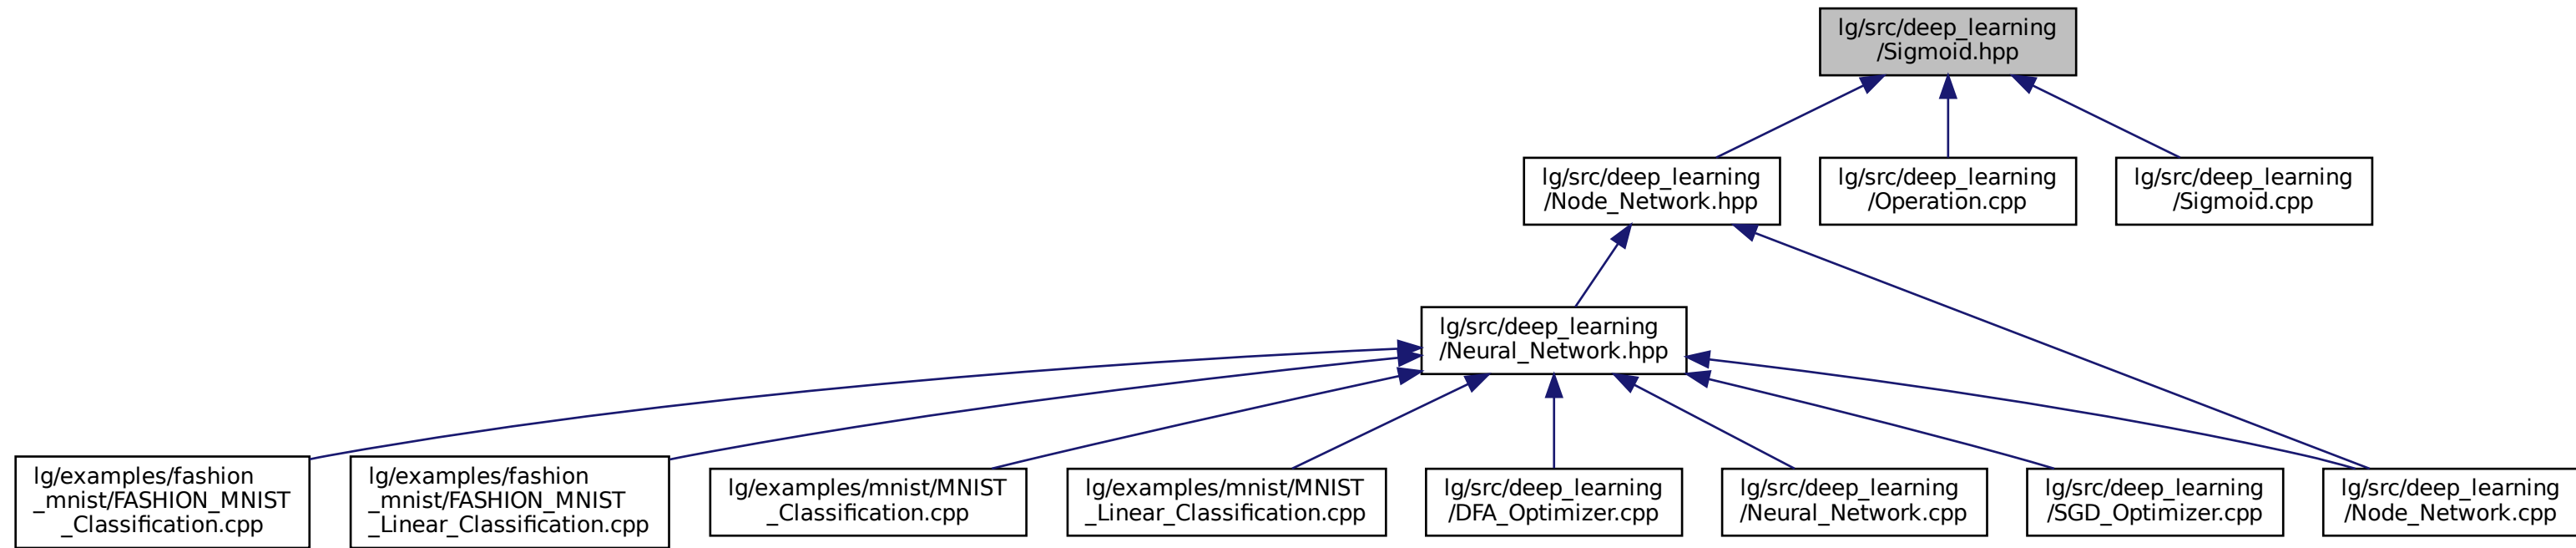 lg/src/deep_learning
/Sigmoid.hpp
lg/src/deep_learning
/Node_Network.hpp
lg/src/deep_learning
/Operation.cpp
lg/src/deep_learning
/Sigmoid.cpp
lg/src/deep_learning
/Neural_Network.hpp
lg/examples/fashion
_mnist/FASHION_MNIST
_Classification.cpp
lg/examples/fashion
_mnist/FASHION_MNIST
_Linear_Classification.cpp
lg/examples/mnist/MNIST
_Classification.cpp
lg/examples/mnist/MNIST
_Linear_Classification.cpp
lg/src/deep_learning
/DFA_Optimizer.cpp
lg/src/deep_learning
/Neural_Network.cpp
lg/src/deep_learning
/SGD_Optimizer.cpp
lg/src/deep_learning
/Node_Network.cpp